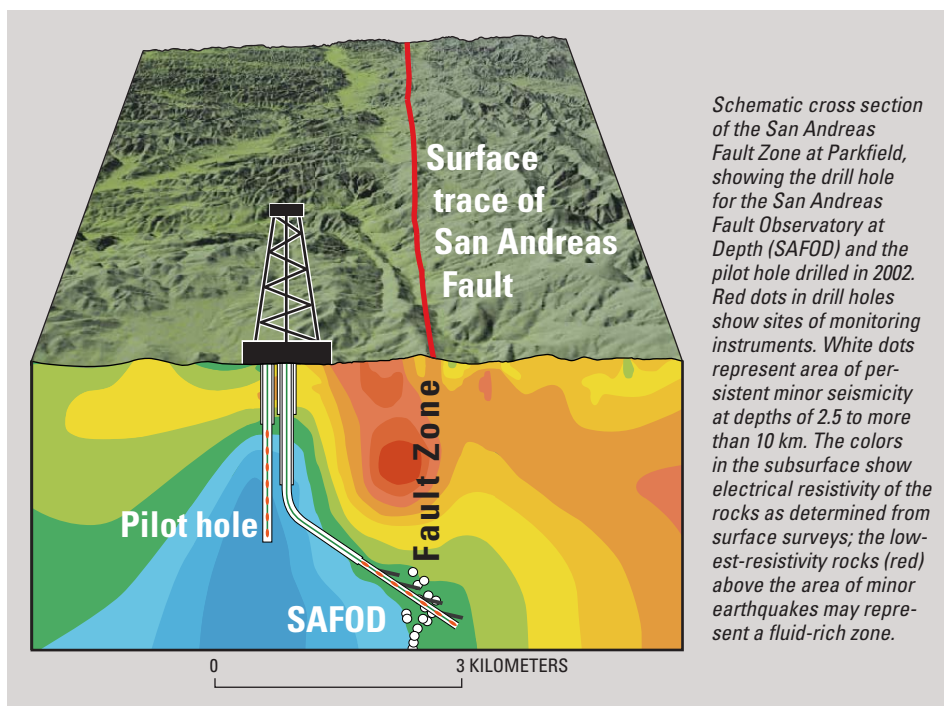 Surface
trace of
San Andreas
Fault
Fault Zone
Pilot hole
SAFOD
0
3 KILOMETERS
Schematic cross section
of the San Andreas
Fault Zone at Parkfield,
showing the drill hole
for the San Andreas
Fault Observatory at
Depth (SAFOD) and the
pilot hole drilled in 2002.
Red dots in drill holes
show sites of monitoring
instruments. White dots
represent area of per-
sistent minor seismicity
at depths of 2.5 to more
than 10 km. The colors
in the subsurface show
electrical resistivity of the
rocks as determined from
surface surveys; the low-
est-resistivity rocks (red)
above the area of minor
earthquakes may repre-
sent a fluid-rich zone.